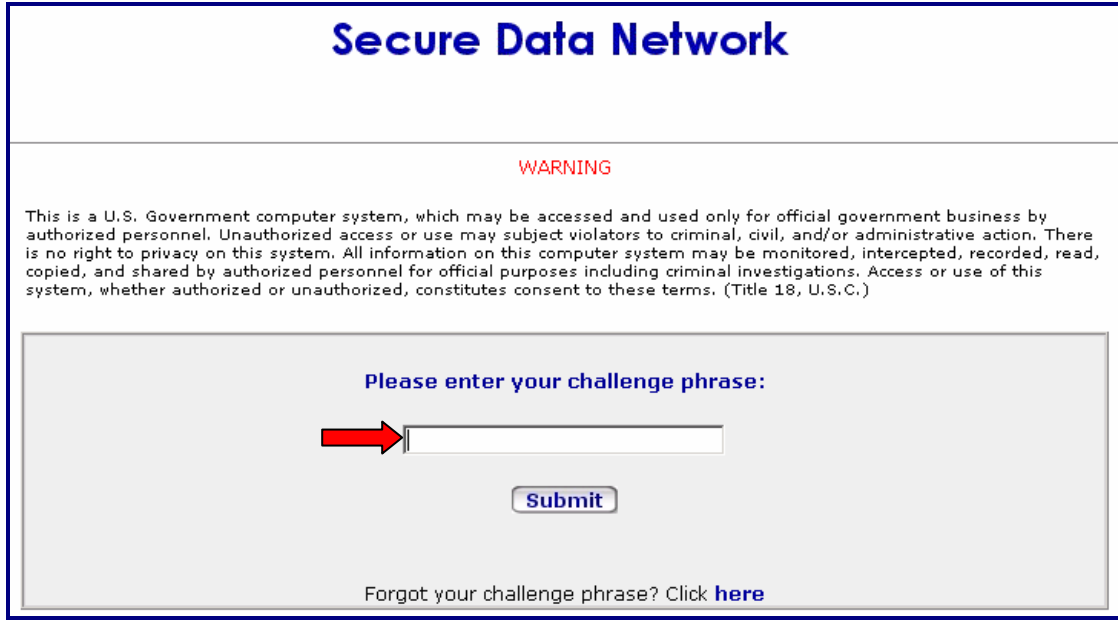 Secure Data Network
WARNING
This is a U.S. Government computer system, which may be accessed and used only for official government business by
authorized personnel. Unauthorized access or use may subject violators to criminal, civil, and/or administrative action. There
is no right to privacy on this system. All information on this computer system may be monitored, intercepted, recorded, read,
copied, and shared by authorized personnel for official purposes including criminal investigations. Access or use of this
system, whether authorized or unauthorized, constitutes consent to these terms. (Title 18, U.S.C.)
Please enter your challenge phrase:
Submit
Forgot your challenge phrase? Click here